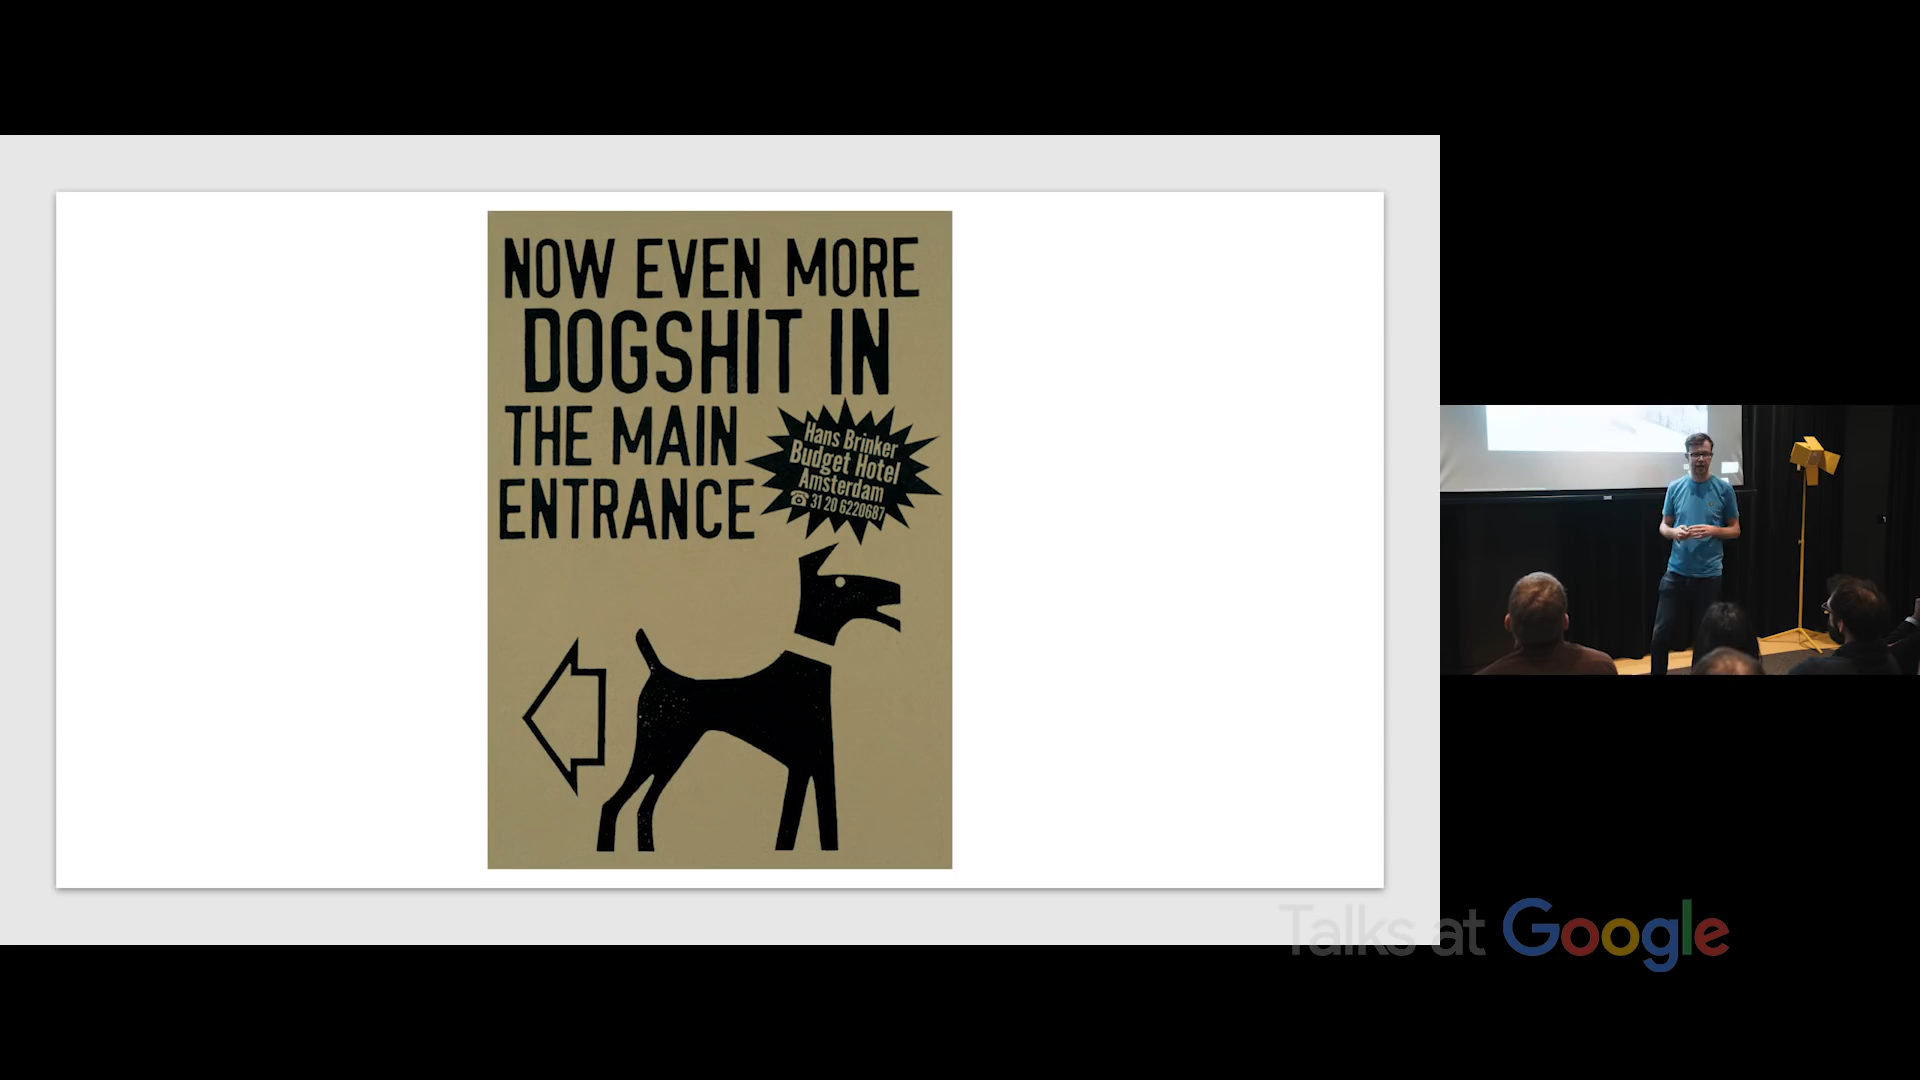 NOW EVEN MORE
DOGSHIT IN
THE MAIN
ENTRANCE
Hans Brinker
Budget Hotel
Amsterdam
☎ 31 20 6220687
Talks at Google